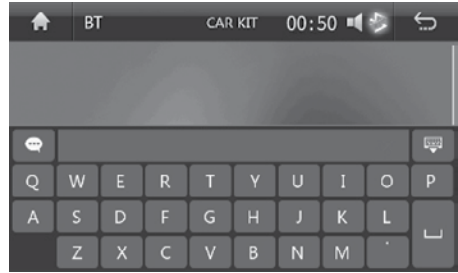 BT CAR KIT 00:50
Q W E R T Y U I O P
A S D F G H J K L
Z X C V B N M '